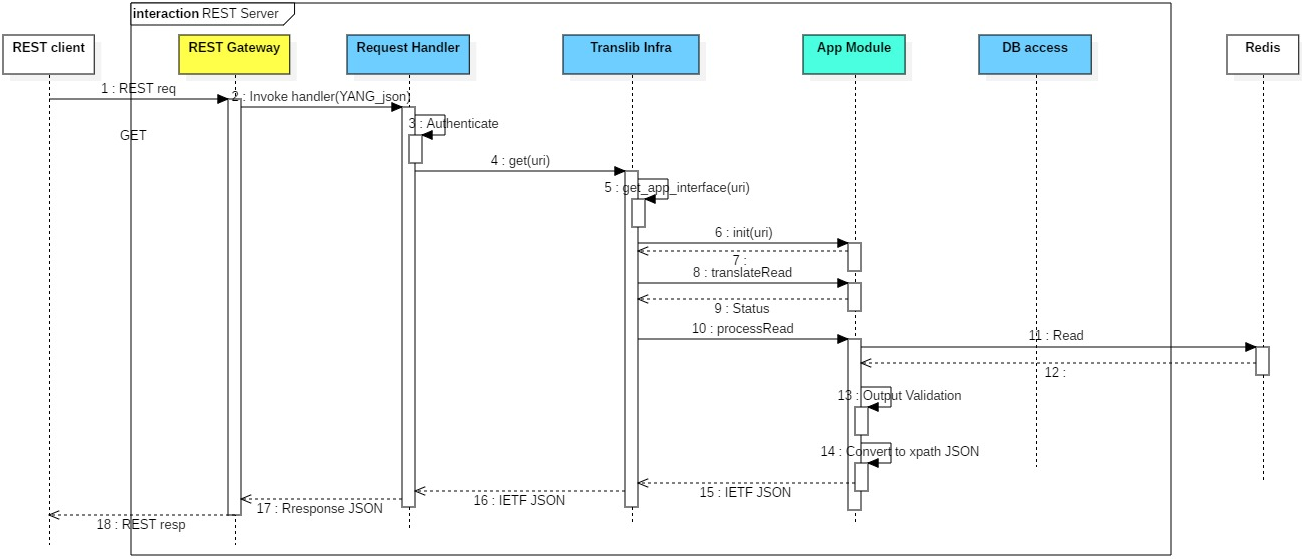 interaction REST Server
REST client
REST Gateway
Request Handler
Translib Infra
App Module
DB access
Redis
1 : REST req
2 : Invoke handler(YANG_json)
3 : Authenticate
GET
4 : get(uri)
5 : get_app_interface(uri)
6 : init(uri)
7 :
8 : translateRead
9 : Status
10 : processRead
11 : Read
12 :
13 : Output Validation
14 : Convert to xpath JSON
15 : IETF JSON
16 : IETF JSON
17 : Rresponse JSON
18 : REST resp